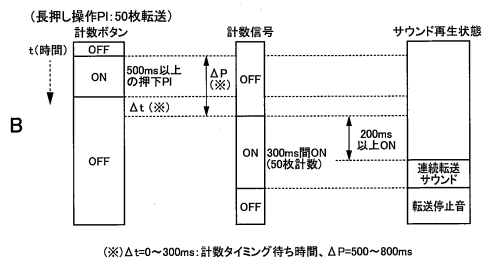 (長押し操作PI:50枚転送)
計数ボタン
計数信号
サウンド再生状態
t(時間)
OFF
ON
500ms以上
の押下PI
ΔP
(※)
OFF
Δt(※)
B
OFF
ON
300ms間ON
(50枚計数)
200ms
以上ON
連続転送
サウンド
OFF
転送停止音
(※)Δt=0~300ms:計数タイミング待ち時間、ΔP=500~800ms